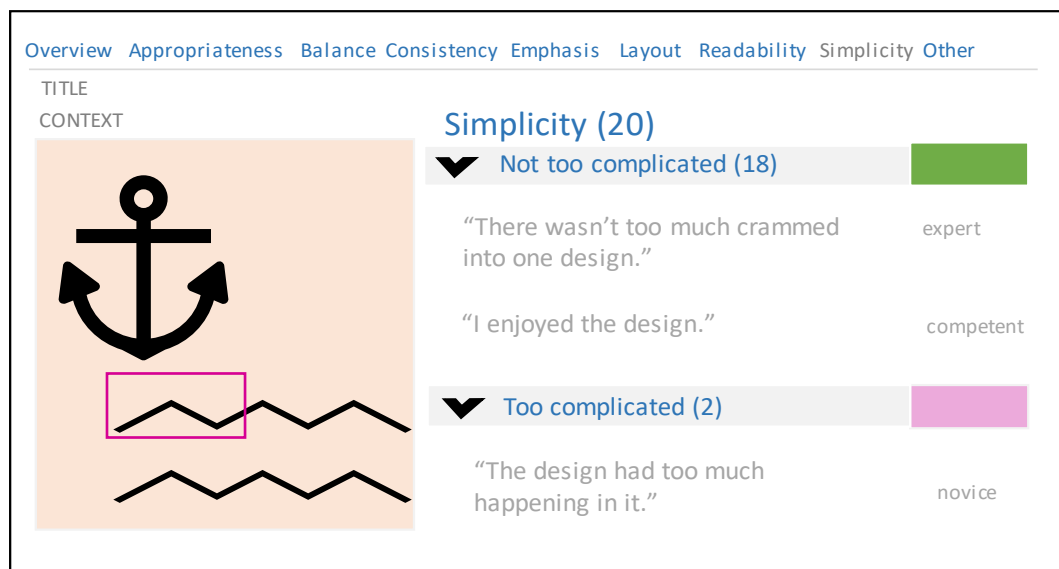 Overview Appropriateness Balance Consistency Emphasis Layout Readability Simplicity Other
TITLE
CONTEXT
Simplicity (20)
Not too complicated (18)
“There wasn’t too much crammed
into one design.”
expert
“I enjoyed the design.”
competent
Too complicated (2)
“The design had too much
happening in it.”
novice